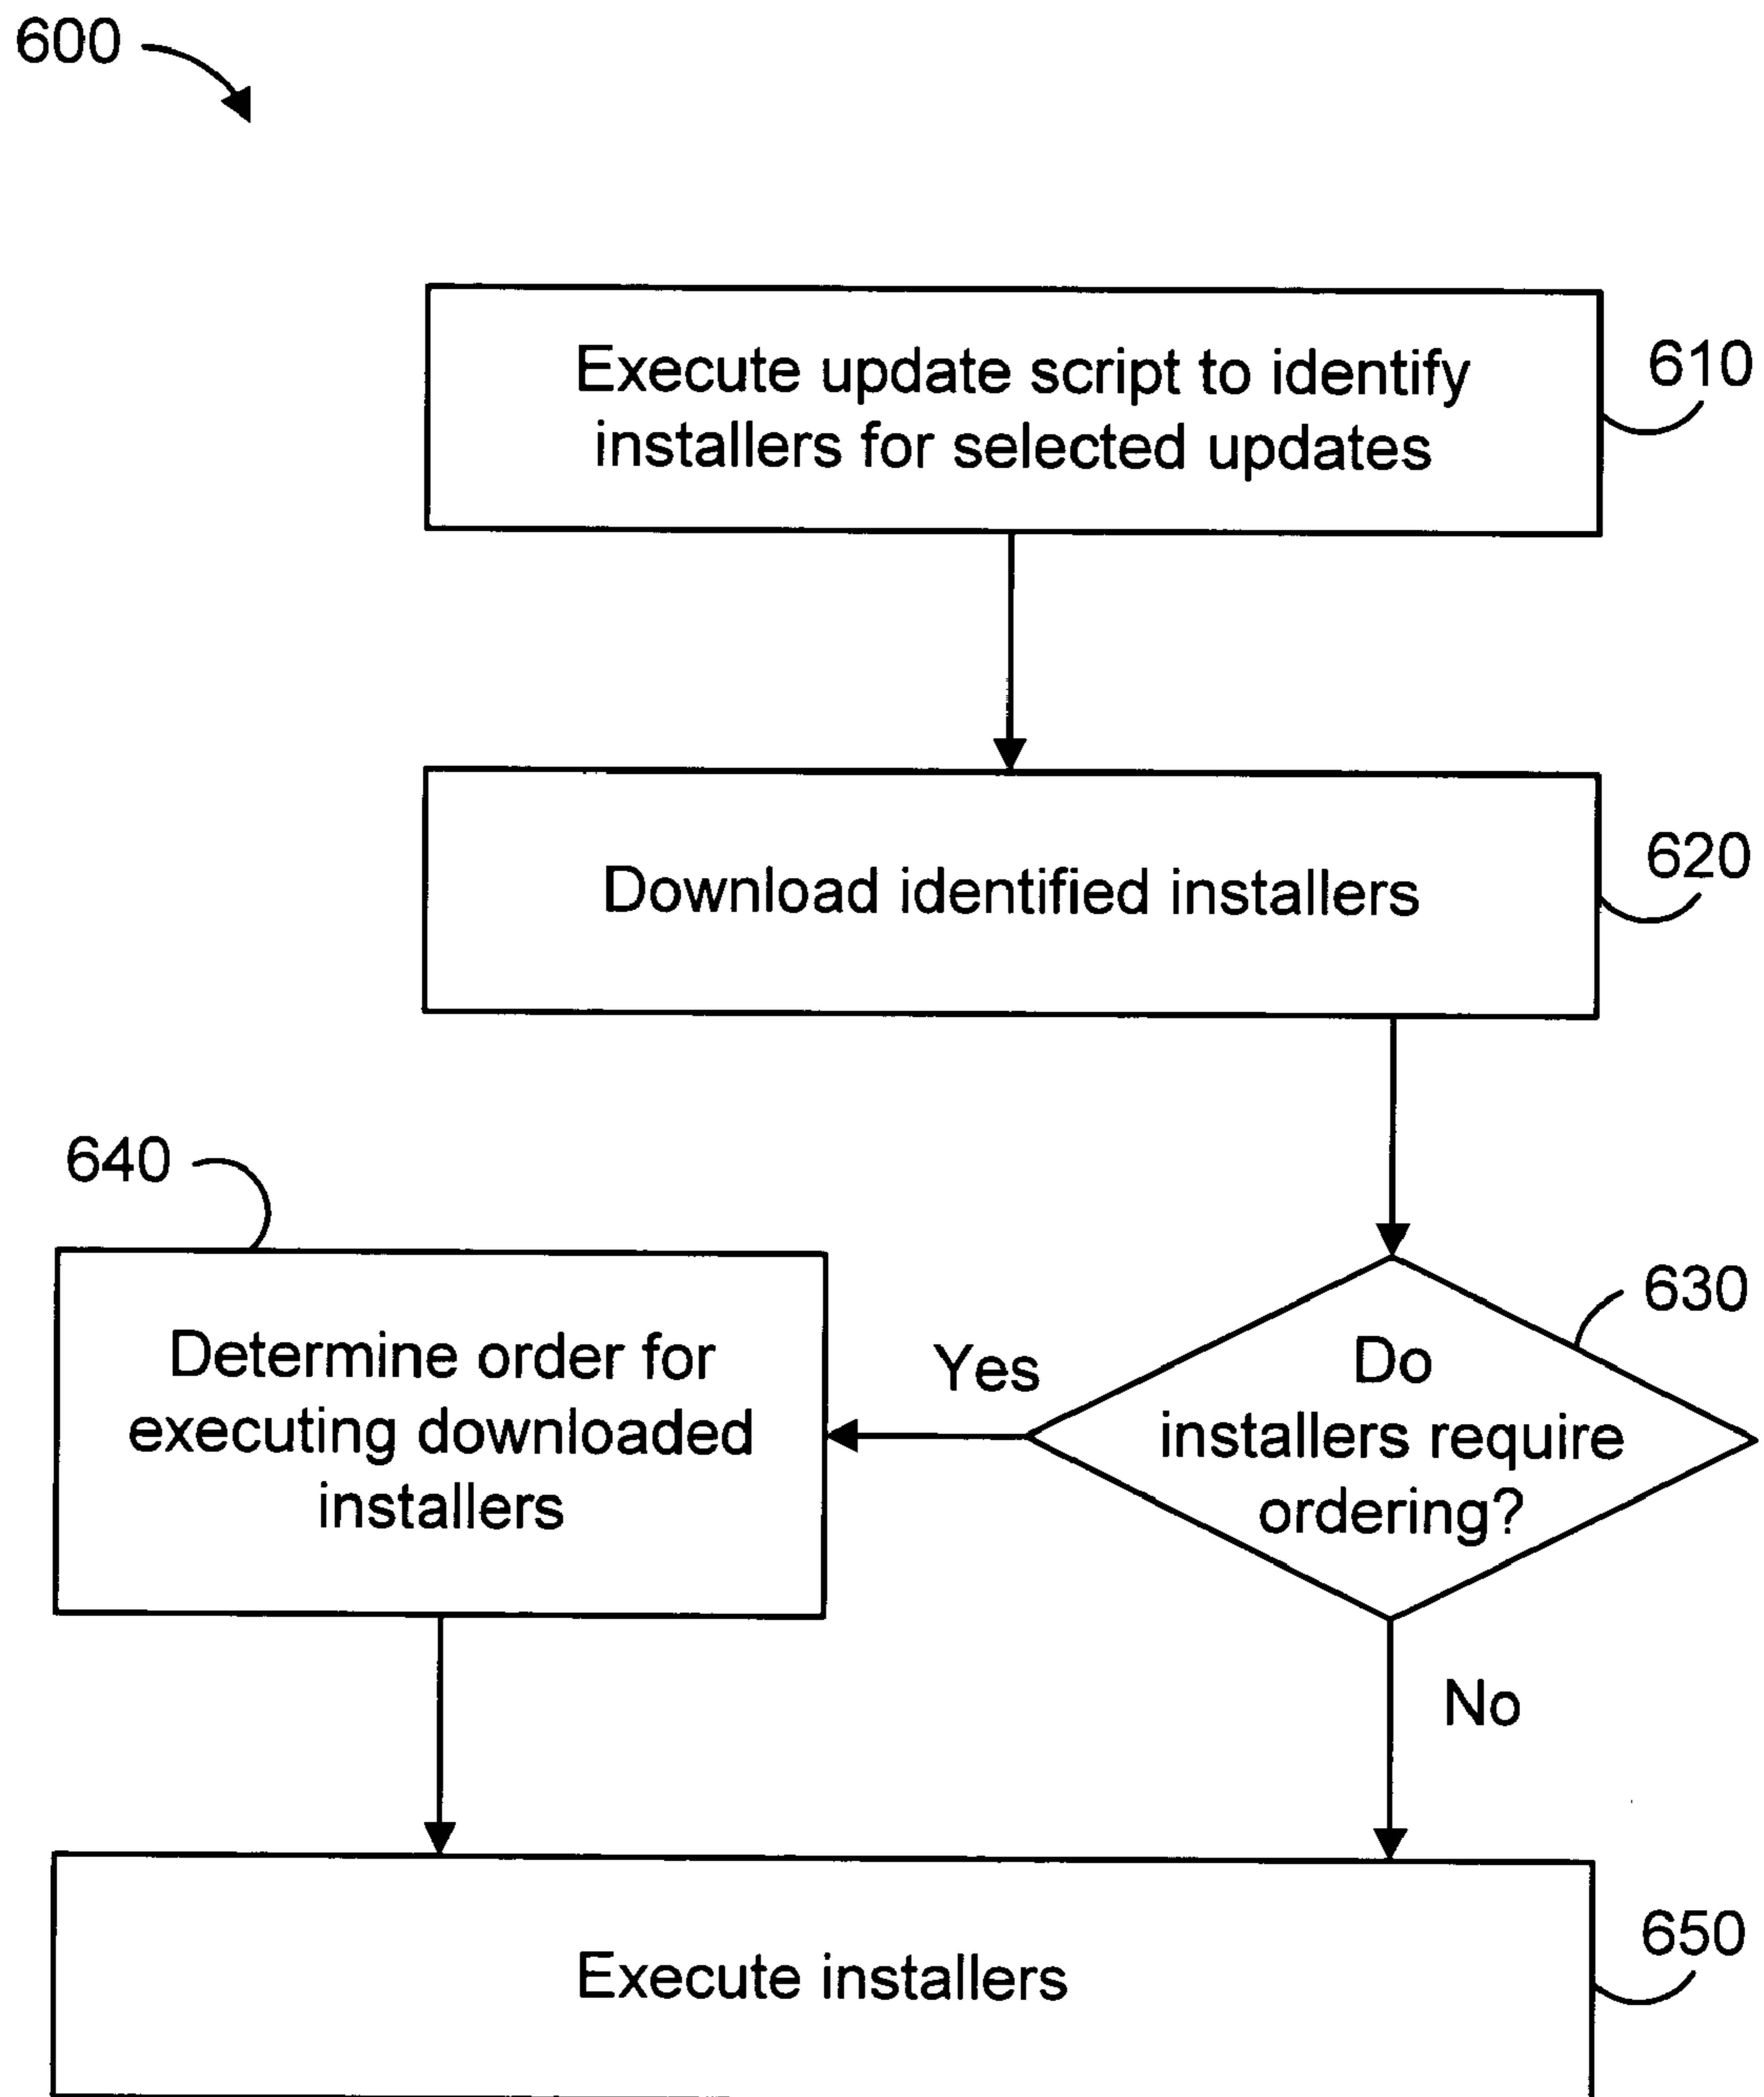 600
Execute update script to identify
installers for selected updates
610
Download identified installers
620
640
Determine order for
executing downloaded
installers
Yes
630
Do
installers require
ordering?
No
Execute installers
650